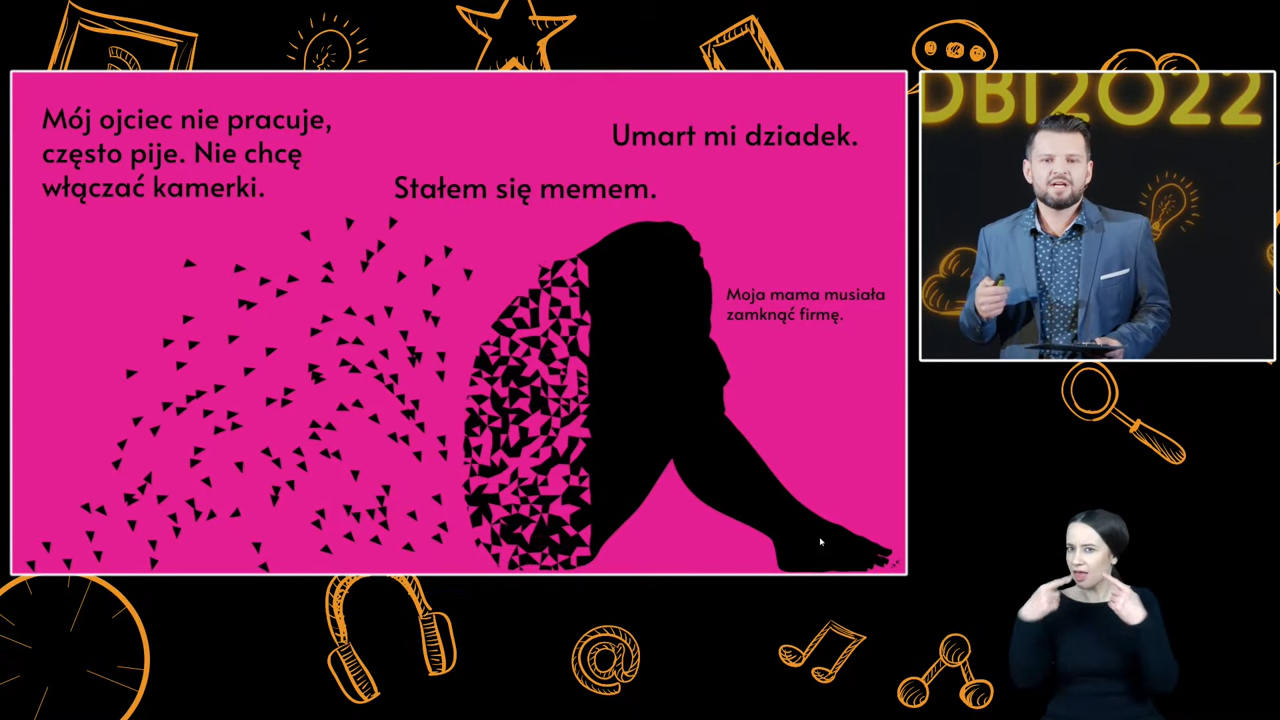 Mój ojciec nie pracuje,
często pije. Nie chcę
włączać kamerki.
Umart mi dziadek.
Stałem się memem.
Moja mama musiała
zamknąć firmę.
DBI2022
@